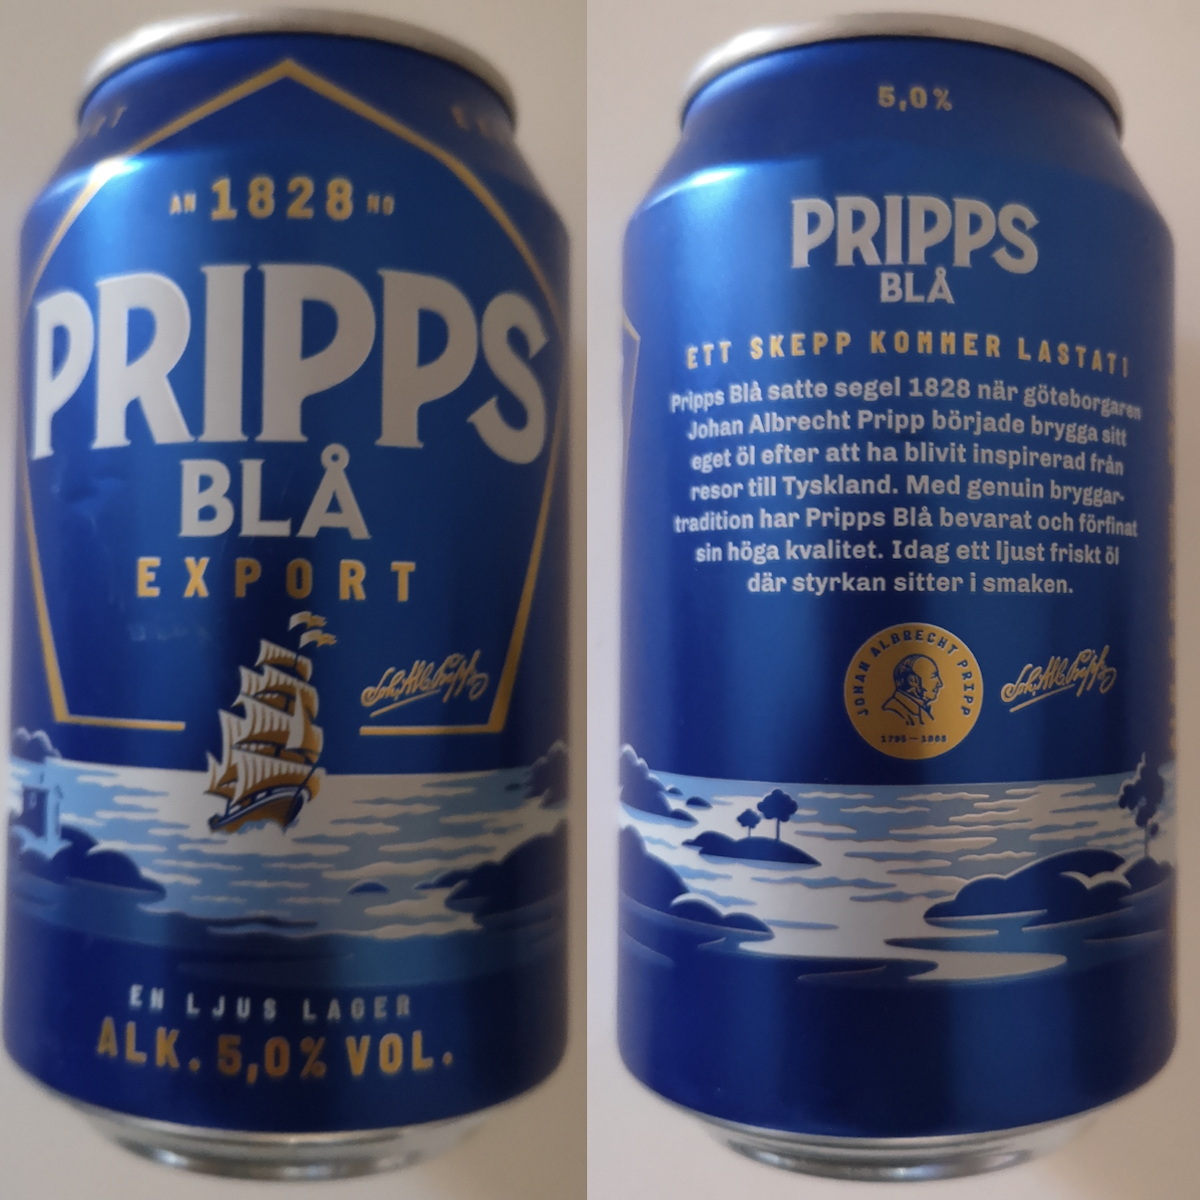 AN 1828 NO
PRIPPS
BLÅ
EXPORT
EN LJUS LAGER
ALK. 5,0% VOL.
5,0%
PRIPPS
BLÅ
ETT SKEPP KOMMER LASTAT!
Pripps Blå satte segel 1828 när göteborgaren
Johan Albrecht Pripp började brygga sitt
eget öl efter att ha blivit inspirerad från
resor till Tyskland. Med genuin bryggar-
tradition har Pripps Blå bevarat och förfinat
sin höga kvalitet. Idag ett ljust friskt öl
där styrkan sitter i smaken.
JOHAN ALBRECHT PRIPP